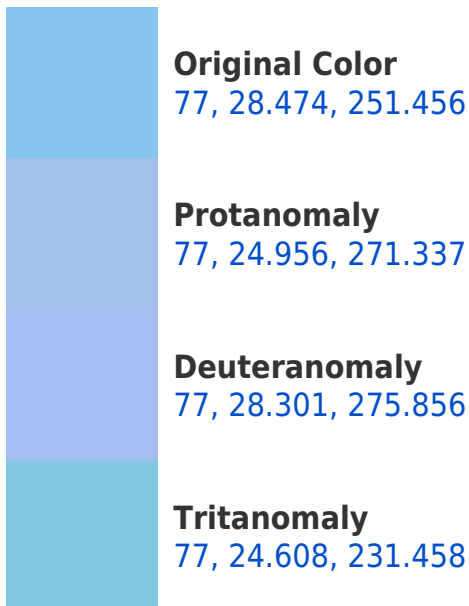 Original Color
77, 28.474, 251.456
Protanomaly
77, 24.956, 271.337
Deuteranomaly
77, 28.301, 275.856
Tritanomaly
77, 24.608, 231.458